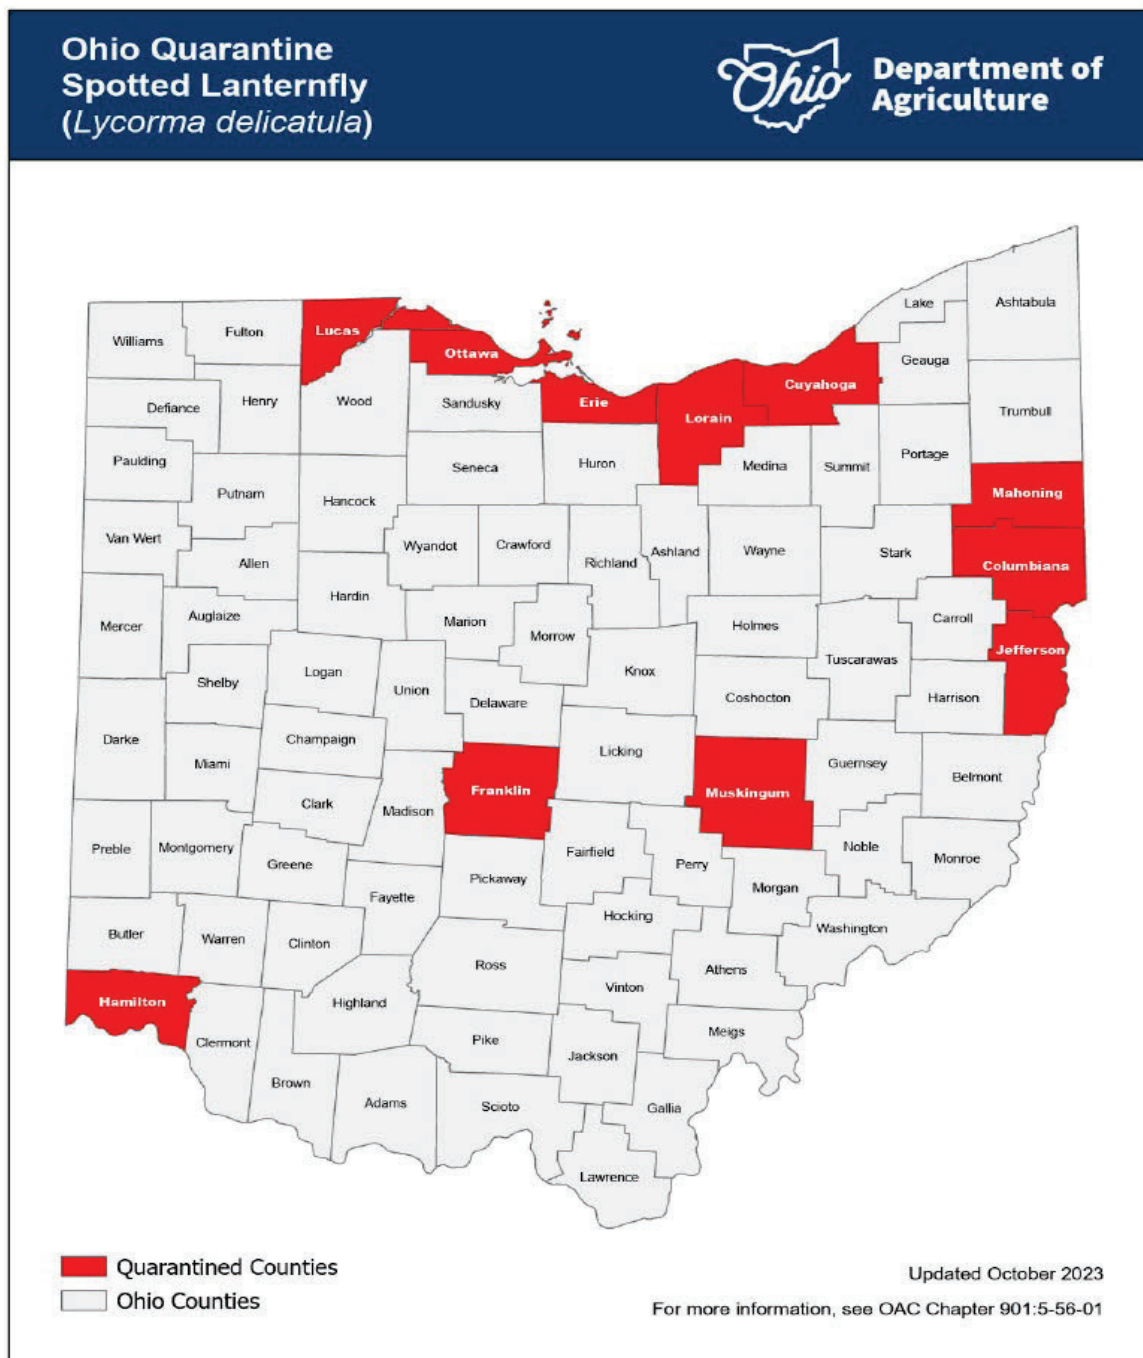 Ohio Quarantine
Spotted Lanternfly
(Lycorma delicatula)
Ohio
Department of
Agriculture
Lake
Ashtabula
Williams
Fulton
Lucas
Ottawa
Geauga
Cuyahoga
Defiance
Henry
Wood
Sandusky
Erie
Lorain
Trumbull
Paulding
Putnam
Hancock
Seneca
Huron
Medina
Summit
Portage
Mahoning
Van Wert
Allen
Wyandot
Crawford
Richland
Ashland
Wayne
Stark
Columbiana
Mercer
Auglaize
Hardin
Marion
Morrow
Holmes
Carroll
Jefferson
Shelby
Logan
Union
Delaware
Knox
Coshocton
Tuscarawas
Harrison
Darke
Miami
Champaign
Licking
Guernsey
Belmont
Clark
Madison
Franklin
Muskingum
Preble
Montgomery
Greene
Fairfield
Perry
Noble
Monroe
Fayette
Pickaway
Hocking
Morgan
Washington
Butler
Warren
Clinton
Ross
Vinton
Athens
Hamilton
Highland
Pike
Jackson
Meigs
Clermont
Brown
Adams
Scioto
Gallia
Lawrence
Quarantined Counties
Ohio Counties
Updated October 2023
For more information, see OAC Chapter 901:5-56-01